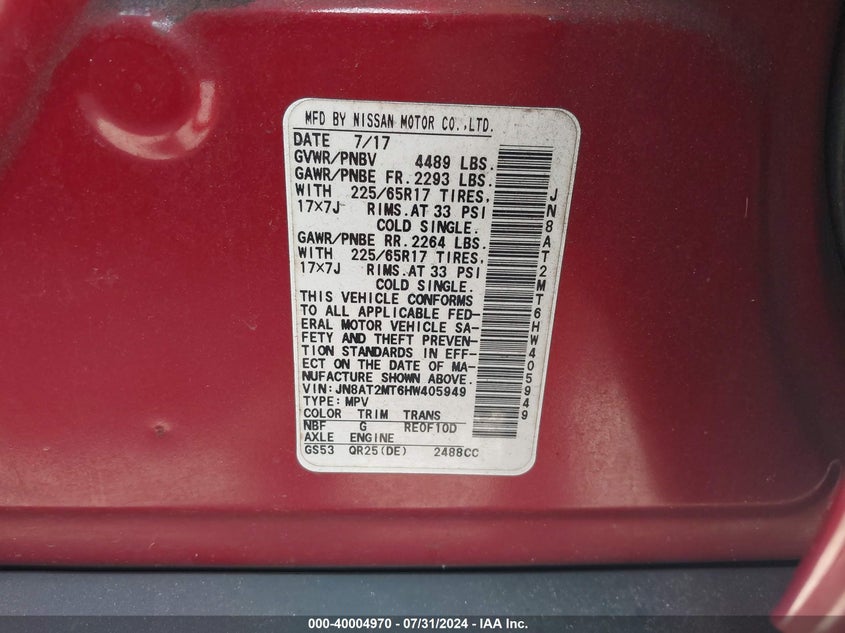 MFD BY NISSAN MOTOR CO.,LTD.
DATE 7/17
GVWR/PNBV 4489 LBS.
GAWR/PNBE FR. 2293 LBS.
WITH 225/65R17 TIRES,
17×7J RIMS.AT 33 PSI
COLD SINGLE.
GAWR/PNBE RR. 2264 LBS.
WITH 225/65R17 TIRES,
17×7J RIMS.AT 33 PSI
COLD SINGLE.
THIS VEHICLE CONFORMS
TO ALL APPLICABLE FED-
ERAL MOTOR VEHICLE SA-
FETY AND THEFT PREVEN-
TION STANDARDS IN EFF-
ECT ON THE DATE OF MA-
NUFACTURE SHOWN ABOVE.
VIN:JN8AT2MT6HW405949
TYPE:MPV
COLOR TRIM TRANS
NBF G RE0F10D
AXLE ENGINE
GS53 QR25(DE) 2488CC
JN8AT2MT6HW405949
000-40004970 - 07/31/2024 - IAA Inc.